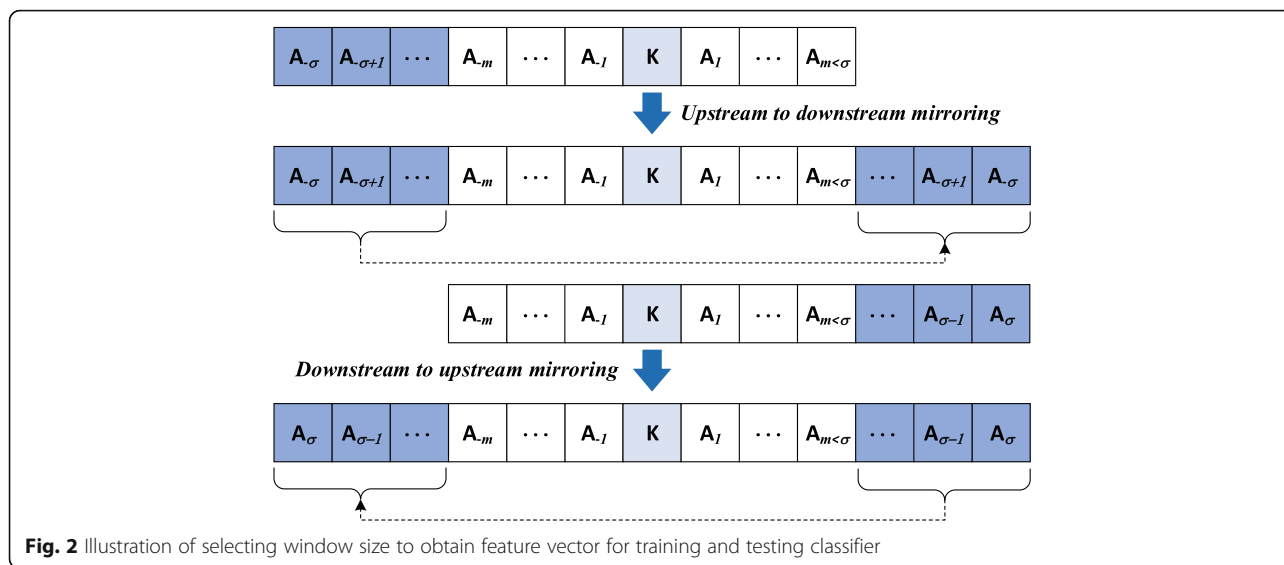 A-σ A-σ+1 ... A-m ... A-1 K A1 ... Am<σ
Upstream to downstream mirroring
A-σ A-σ+1 ... A-m ... A-1 K A1 ... Am<σ ... A-σ+1 A-σ
A-m ... A-1 K A1 ... Am<σ ... Aσ−1 Aσ
Downstream to upstream mirroring
Aσ Aσ−1 ... A-m ... A-1 K A1 ... Am<σ ... Aσ−1 Aσ
Fig. 2 Illustration of selecting window size to obtain feature vector for training and testing classifier